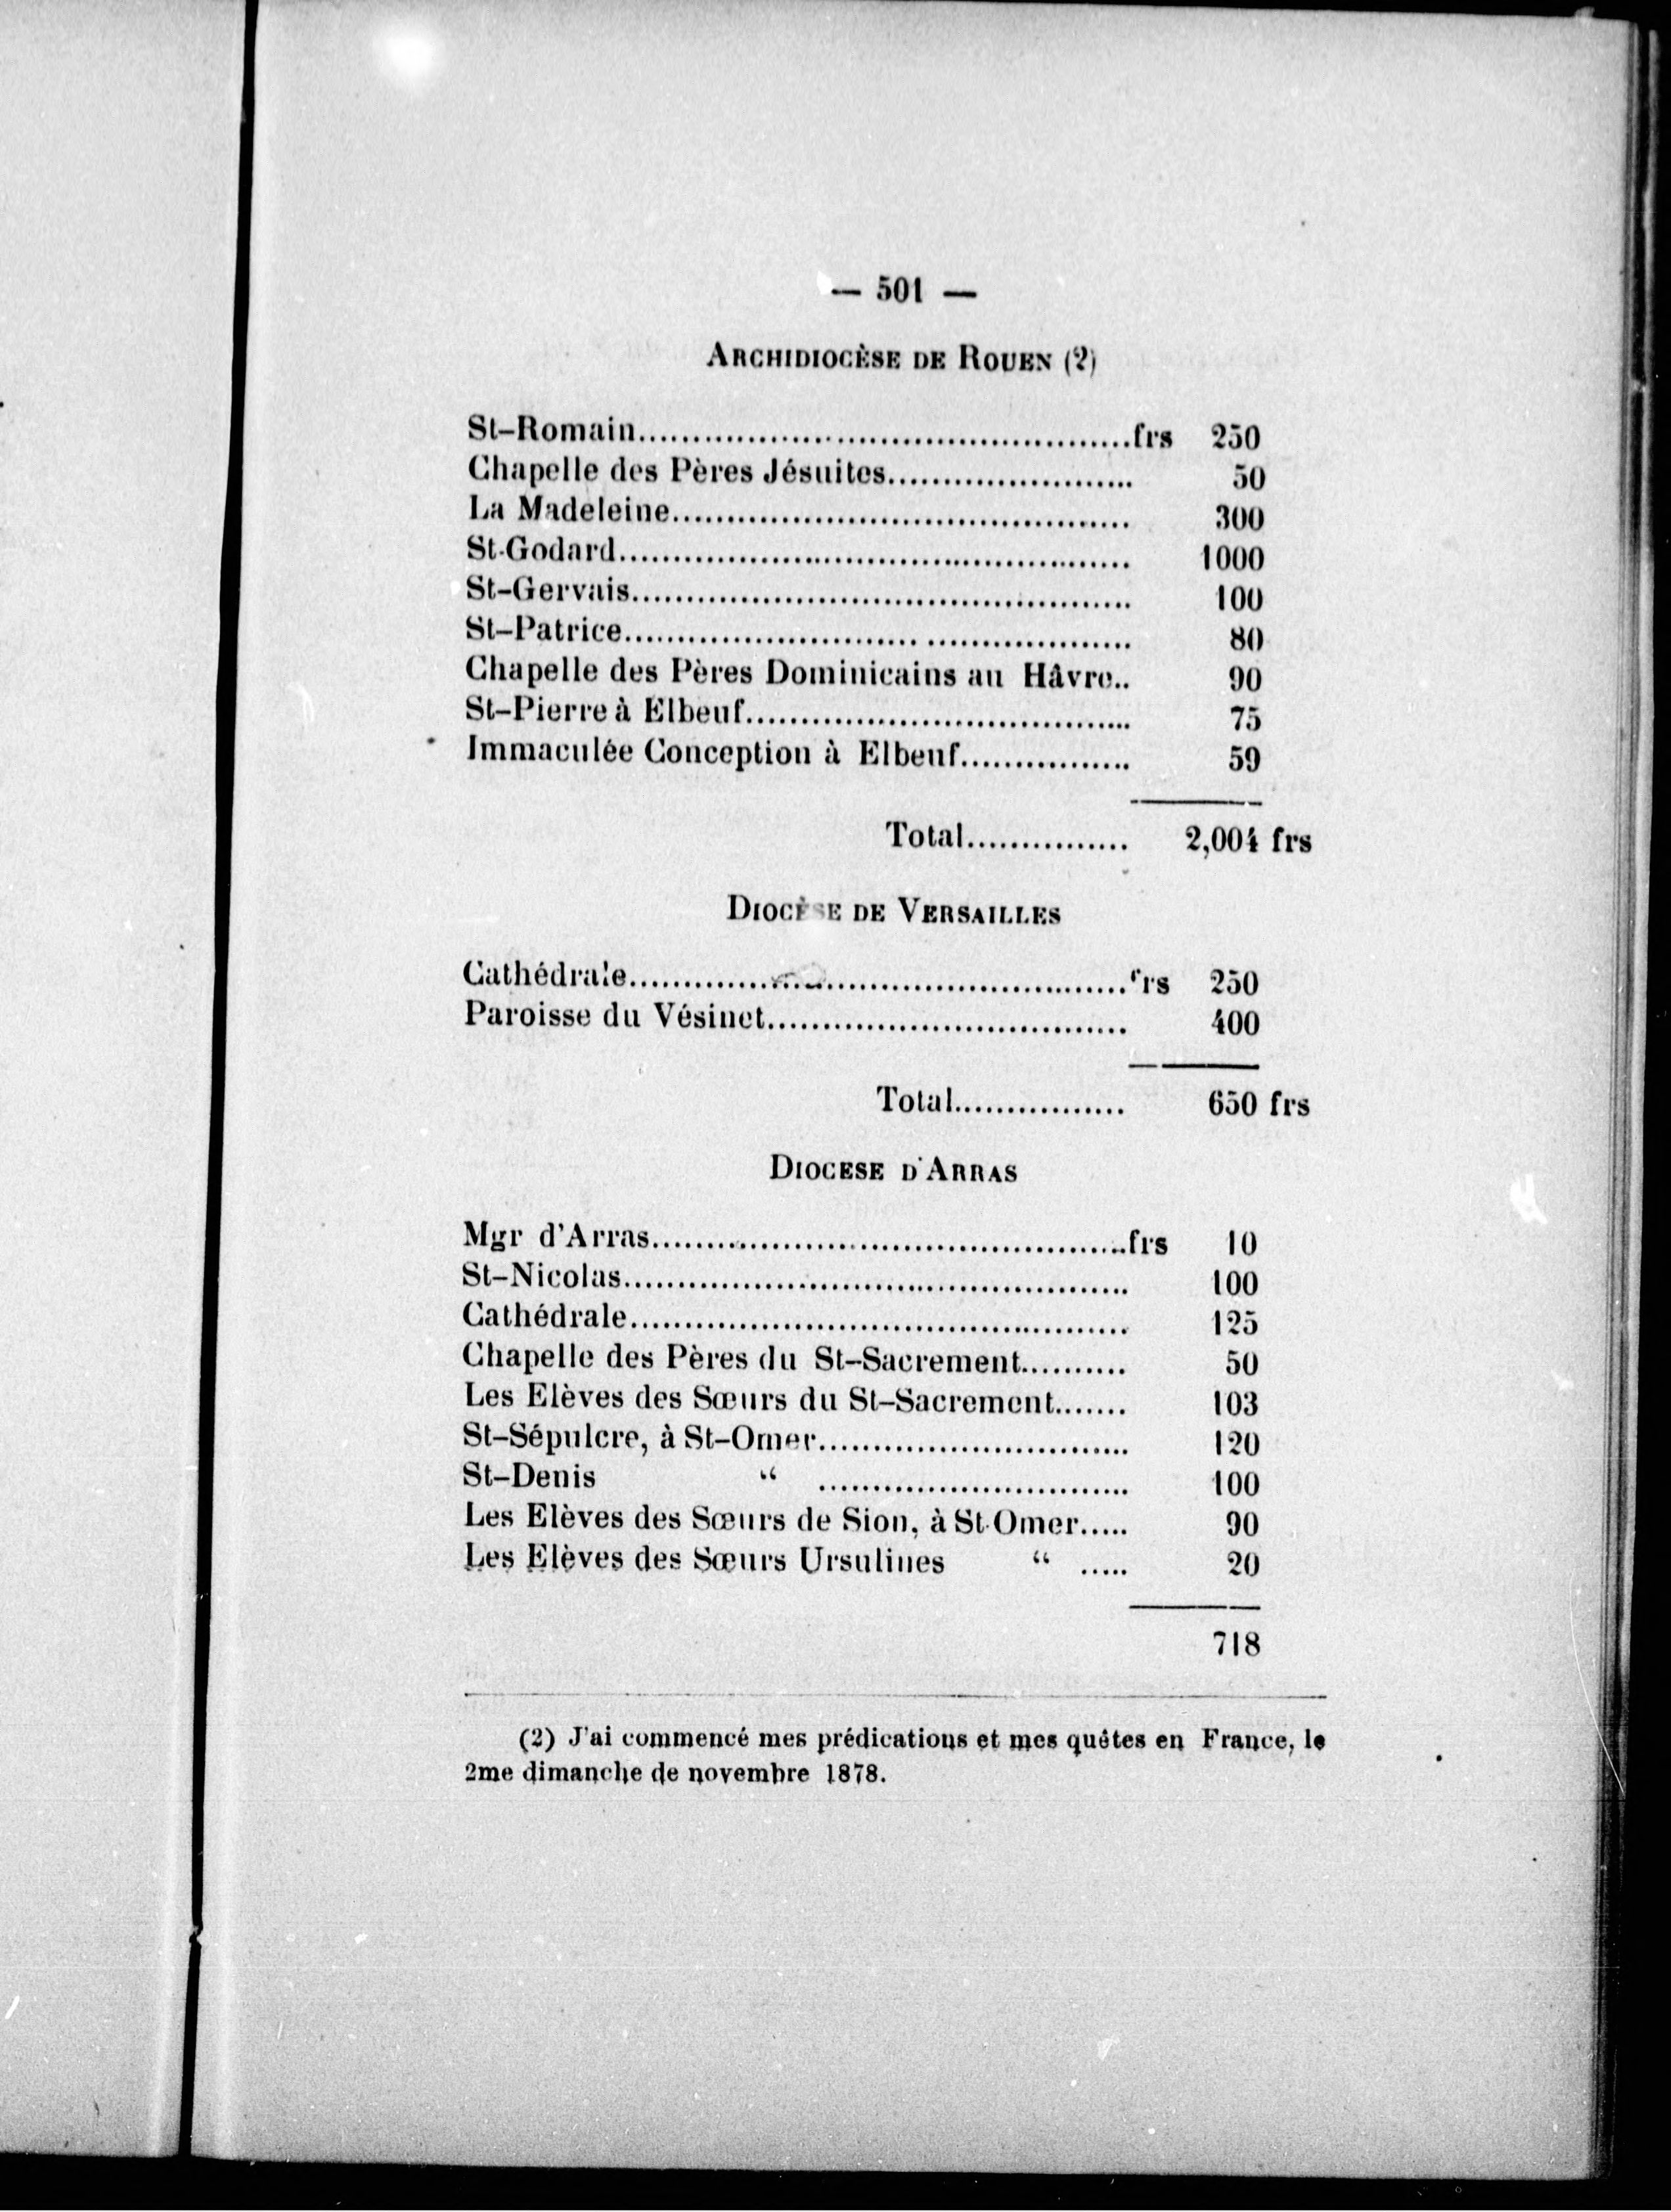 — 501 —
ARCHIDIOCÈSE DE ROUEN (2)
St-Romain.............................................frs 250
Chapelle des Pères Jésuites....................... 50
La Madeleine.......................................... 300
St-Godard............................................... 1000
St-Gervais.............................................. 100
St-Patrice............................................... 80
Chapelle des Pères Dominicains au Hâvre.. 90
St-Pierre à Elbeuf.................................... 75
Immaculée Conception à Elbeuf................ 59
Total............... 2,004 frs
DIOCÈSE DE VERSAILLES
Cathédrale..............................................frs 250
Paroisse du Vésinet.................................. 400
Total................ 650 frs
DIOCESE D'ARRAS
Mgr d'Arras............................................frs 10
St-Nicolas............................................... 100
Cathédrale.............................................. 125
Chapelle des Pères du St-Sacrement.......... 50
Les Elèves des Sœurs du St-Sacrement....... 103
St-Sépulcre, à St-Omer............................. 120
St-Denis “ ............................. 100
Les Elèves des Sœurs de Sion, à St-Omer..... 90
Les Elèves des Sœurs Ursulines “ ..... 20
718
(2) J'ai commencé mes prédications et mes quêtes en France, le
2me dimanche de novembre 1878.